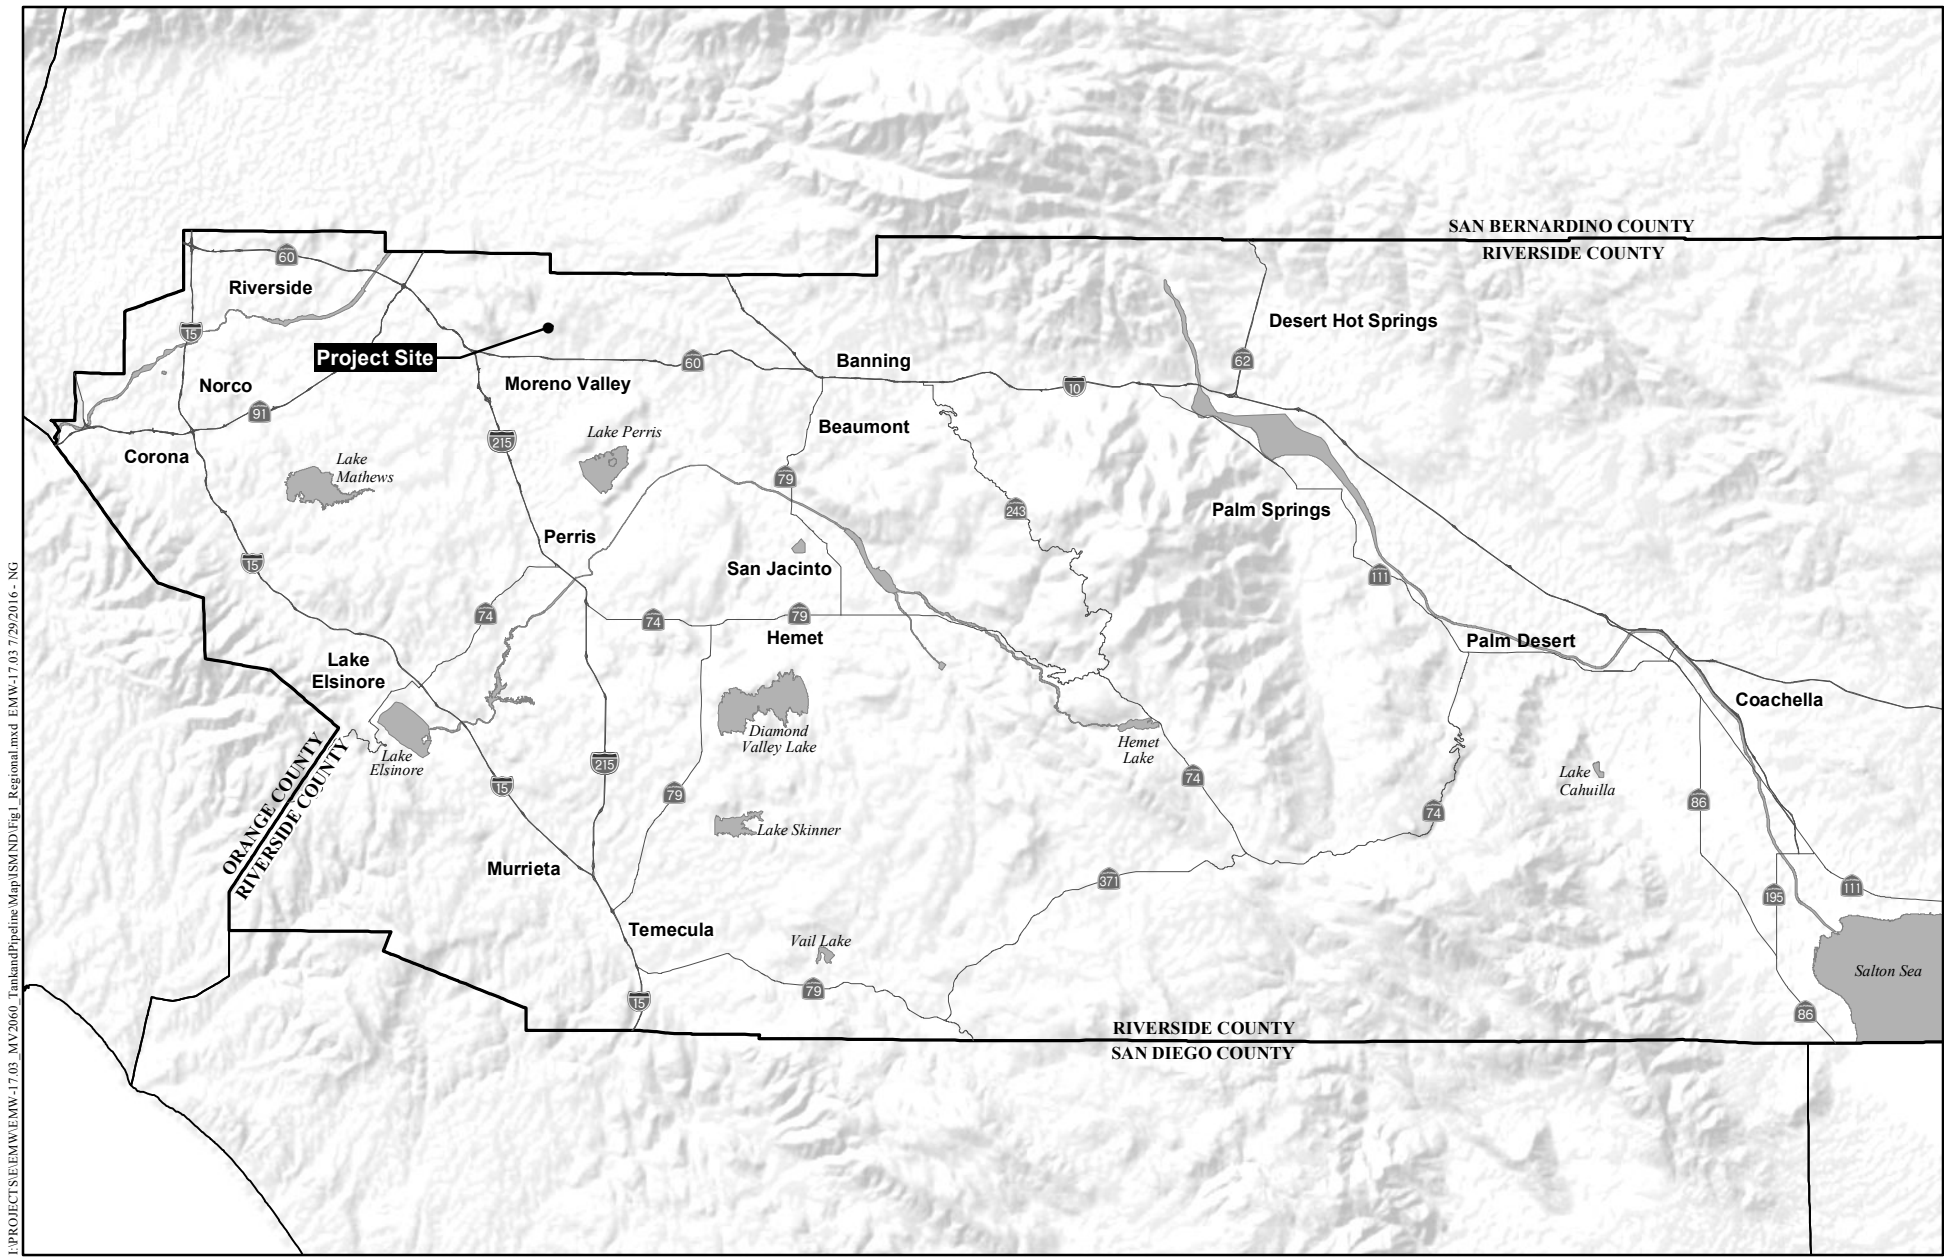 SAN BERNARDINO COUNTY
RIVERSIDE COUNTY
60
Riverside
Desert Hot Springs
15
Project Site
60
Banning
62
Norco
Moreno Valley
10
91
Beaumont
Lake Perris
215
Corona
Lake
Mathews
79
243
Palm Springs
Perris
15
San Jacinto
111
74
74
79
Hemet
Palm Desert
Lake
Elsinore
Coachella
Diamond
Valley Lake
Hemet
Lake
Lake
Elsinore
ORANGE COUNTY
RIVERSIDE COUNTY
215
74
Lake
Cahuilla
15
79
86
74
Lake Skinner
Murrieta
371
195
111
Temecula
Vail Lake
Salton Sea
79
15
86
RIVERSIDE COUNTY
SAN DIEGO COUNTY
I:\PROJECTS\E\EMW\EMW-17.03_MV2060_TankandPipeline\Map\ISMND\Fig1_Regional.mxd EMW-17.03 7/29/2016 - NG